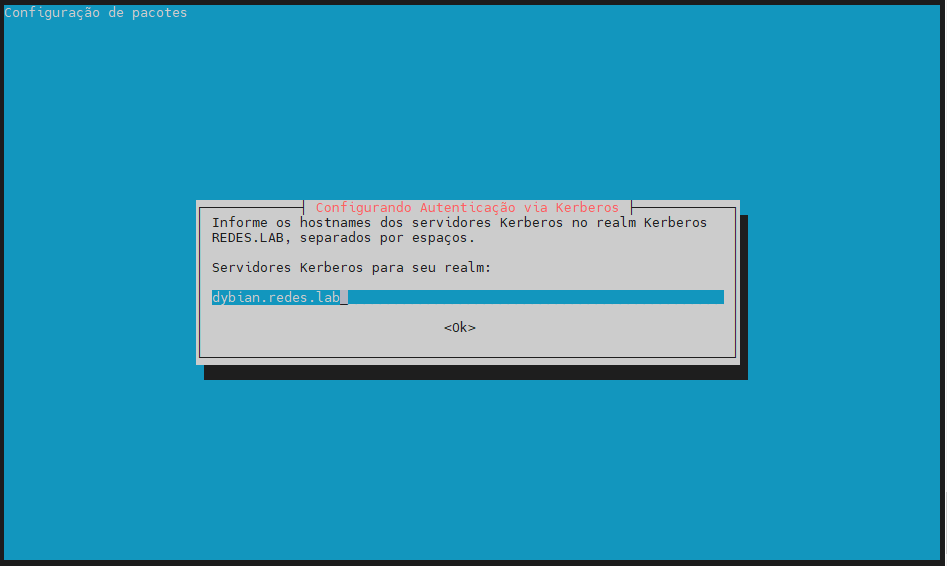 Configuração de pacotes
Configurando Autenticação via Kerberos
Informe os hostnames dos servidores Kerberos no realm Kerberos
REDES.LAB, separados por espaços.
Servidores Kerberos para seu realm:
dybian.redes.lab
<Ok>